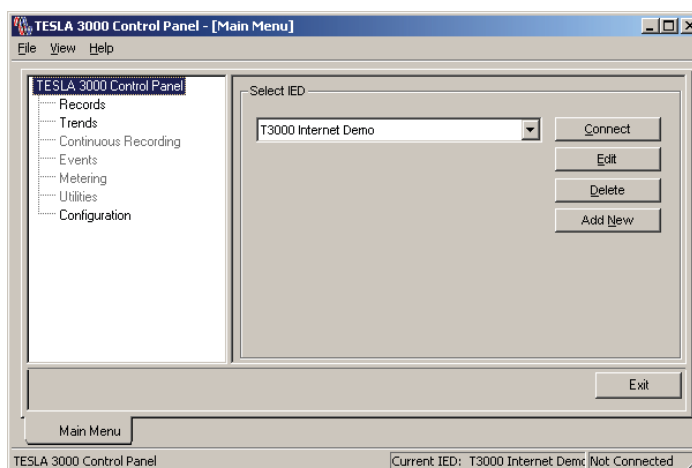 TESLA 3000 Control Panel - [Main Menu]
File View Help
TESLA 3000 Control Panel
Records
Trends
Continuous Recording
Events
Metering
Utilities
Configuration
Select IED
T3000 Internet Demo
Connect
Edit
Delete
Add New
Exit
Main Menu
TESLA 3000 Control Panel
Current IED: T3000 Internet Demc
Not Connected